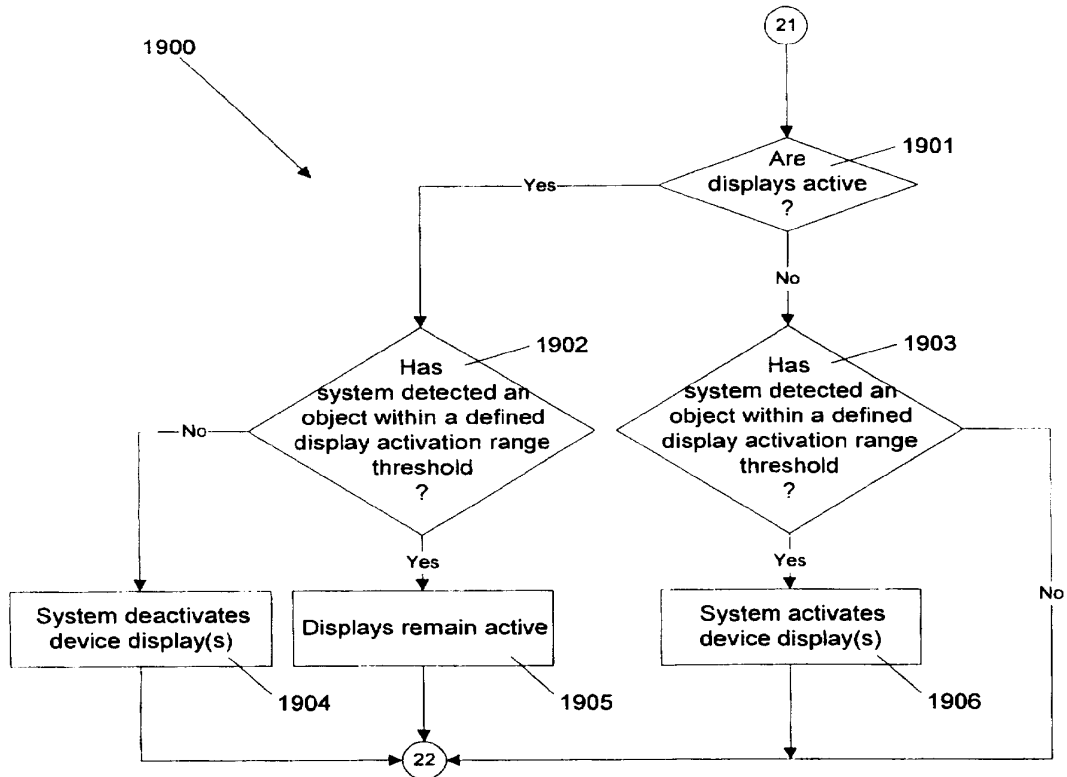 21
1900
1901
Are
displays active
?
Yes
No
1902
Has
system detected an
object within a defined
display activation range
threshold
?
1903
Has
system detected an
object within a defined
display activation range
threshold
?
No
Yes
Yes
No
System deactivates
device display(s)
Displays remain active
System activates
device display(s)
1904
1905
1906
22